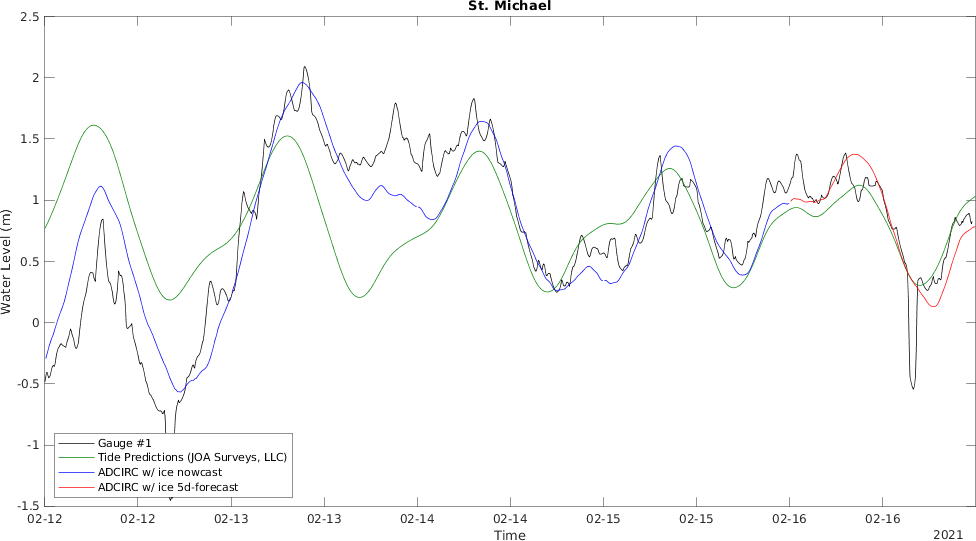 St. Michael
2.5
2
1.5
1
0.5
0
-0.5
-1
-1.5
Water Level (m)
Gauge #1
Tide Predictions (JOA Surveys, LLC)
ADCIRC w/ ice nowcast
ADCIRC w/ ice 5d-forecast
02-12 02-12 02-13 02-13 02-14 02-14 02-15 02-15 02-16 02-16
Time
2021